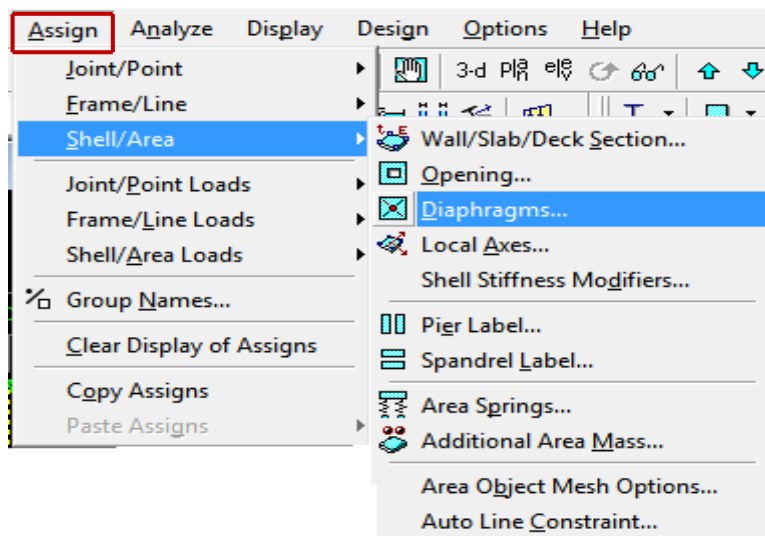 Assign Analyze Display Design Options Help
Joint/Point
3-d
Frame/Line
Shell/Area
Wall/Slab/Deck Section...
Opening...
Joint/Point Loads
Diaphragms...
Frame/Line Loads
Local Axes...
Shell/Area Loads
Shell Stiffness Modifiers...
Group Names...
Pier Label...
Clear Display of Assigns
Spandrel Label...
Copy Assigns
Area Springs...
Paste Assigns
Additional Area Mass...
Area Object Mesh Options...
Auto Line Constraint...